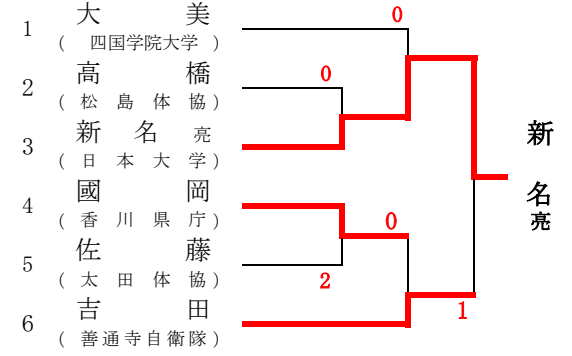 大美 0
1
(四国学院大学)
高橋 0
2
(松島体協)
新名亮
3
(日本大学)
新名亮
國岡
4
(香川県庁) 0
佐藤
5
(太田体協) 2
吉田
6 1
(善通寺自衛隊)